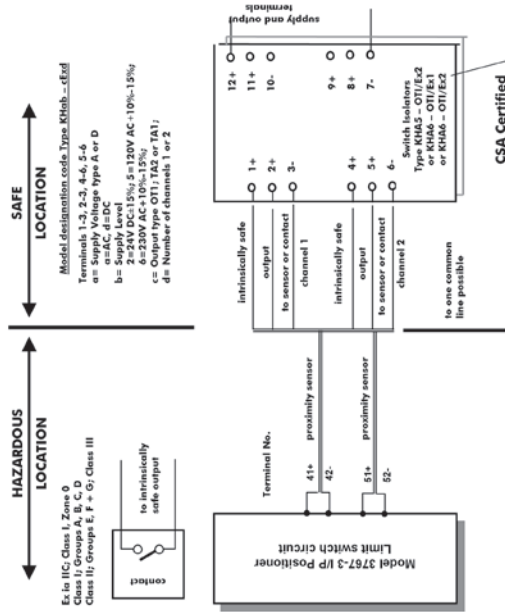 HAZARDOUS
LOCATION
Ex ia IIC; Class I, Zone 0
Class I; Groups A, B, C, D
Class II; Groups E, F + G; Class III
contact
to intrinsically
safe output
SAFE
LOCATION
Model designation code Type KHab – cExd
Terminals 1-3, 2-3, 4-6, 5-6
a= Supply Voltage type A or D
a=AC, d=DC
b= Supply Level
2=24V DC±15%; 5=120V AC+10%-15%;
6=230V AC+10%-15%;
c= Output type OT1; TA2 or TA1;
d= Number of channels 1 or 2
Model 3767-3 I/P Positioner
Limit switch circuit
Terminal No.
41+
42-
51+
52-
proximity sensor
proximity sensor
intrinsically safe
output
to sensor or contact
channel 1
intrinsically safe
output
to sensor or contact
channel 2
to one common
line possible
1+
2+
3-
4+
5+
6-
12+
11+
10-
9+
8+
7-
supply and output
terminals
Switch Isolators
Type KHA5 – OTI/Ex2
or KHA6 – OTI/Ex1
or KHA6 – OTI/Ex2
CSA Certified